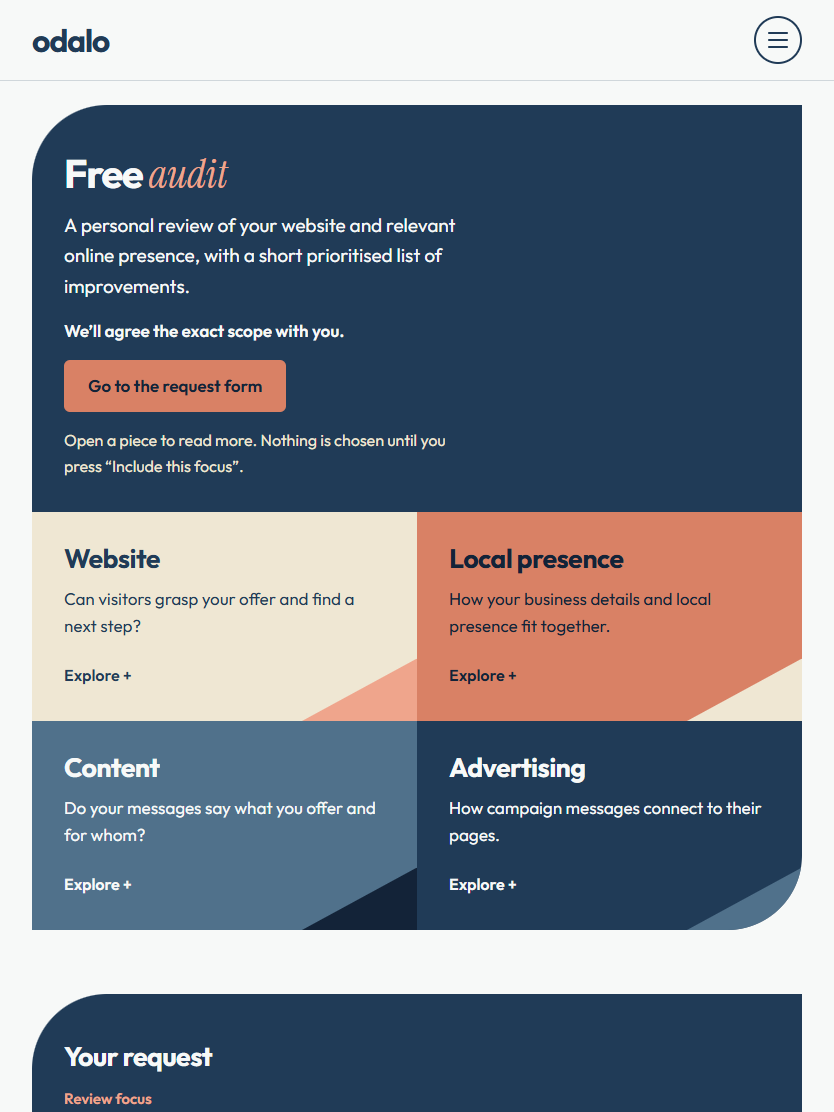 odalo
Free audit
A personal review of your website and relevant
online presence, with a short prioritised list of
improvements.
We’ll agree the exact scope with you.
Go to the request form
Open a piece to read more. Nothing is chosen until you
press “Include this focus”.
Website
Can visitors grasp your offer and find a
next step?
Explore +
Local presence
How your business details and local
presence fit together.
Explore +
Content
Do your messages say what you offer and
for whom?
Explore +
Advertising
How campaign messages connect to their
pages.
Explore +
Your request
Review focus